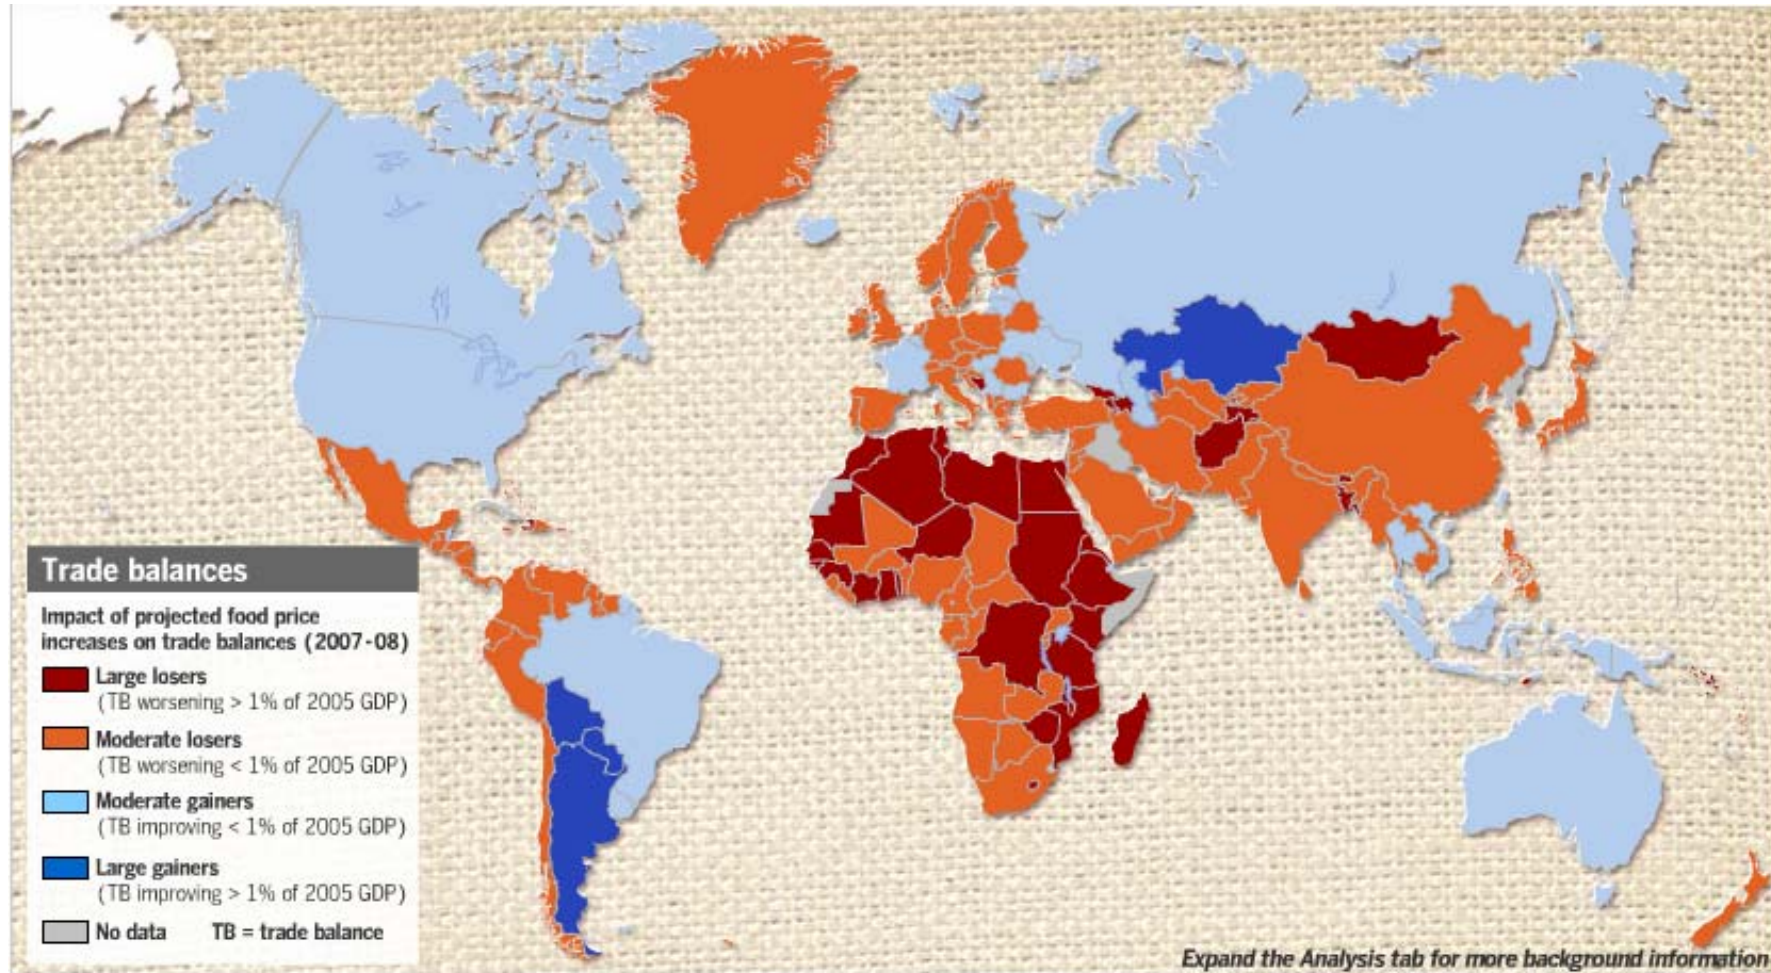 Trade balances
Impact of projected food price
increases on trade balances (2007-08)
Large losers
(TB worsening > 1% of 2005 GDP)
Moderate losers
(TB worsening < 1% of 2005 GDP)
Moderate gainers
(TB improving < 1% of 2005 GDP)
Large gainers
(TB improving > 1% of 2005 GDP)
No data TB = trade balance
Expand the Analysis tab for more background information